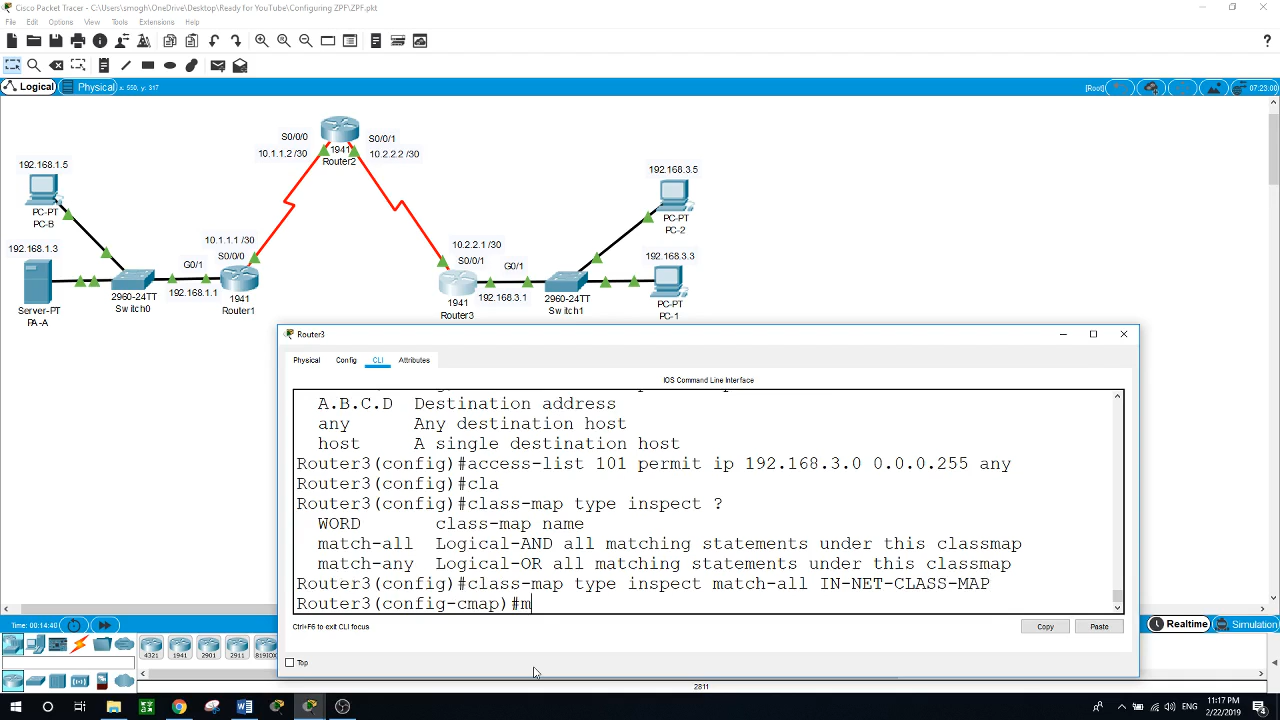 Cisco Packet Tracer - C:\Users\smogh\OneDrive\Desktop\Ready for YouTube\Configuring ZPF\ZPF.pkt
File Edit Options View Tools Extensions Help
Logical Physical x: 550, y: 317 [Root] 07:23:00
S0/0/0 S0/0/1
10.1.1.2 /30 1941 10.2.2.2 /30
Router2
192.168.1.5 192.168.3.5
PC-PT PC-PT
PC-B PC-2
192.168.1.3 10.1.1.1 /30 10.2.2.1 /30 192.168.3.3
G0/1 S0/0/0 S0/0/1 G0/1
192.168.1.1 192.168.3.1
Server-PT 2960-24TT 1941 1941 2960-24TT PC-PT
PA-A Switch0 Router1 Router3 Switch1 PC-1
Router3
Physical Config CLI Attributes
IOS Command Line Interface
A.B.C.D Destination address
any Any destination host
host A single destination host
Router3(config)#access-list 101 permit ip 192.168.3.0 0.0.0.255 any
Router3(config)#cla
Router3(config)#class-map type inspect ?
WORD class-map name
match-all Logical-AND all matching statements under this classmap
match-any Logical-OR all matching statements under this classmap
Router3(config)#class-map type inspect match-all IN-NET-CLASS-MAP
Router3(config-cmap)#m
Ctrl+F6 to exit CLI focus Copy Paste
Top
Time: 00:14:40 Realtime Simulation
4321 1941 2901 2911 819IOX
2811
11:17 PM
ENG
2/22/2019